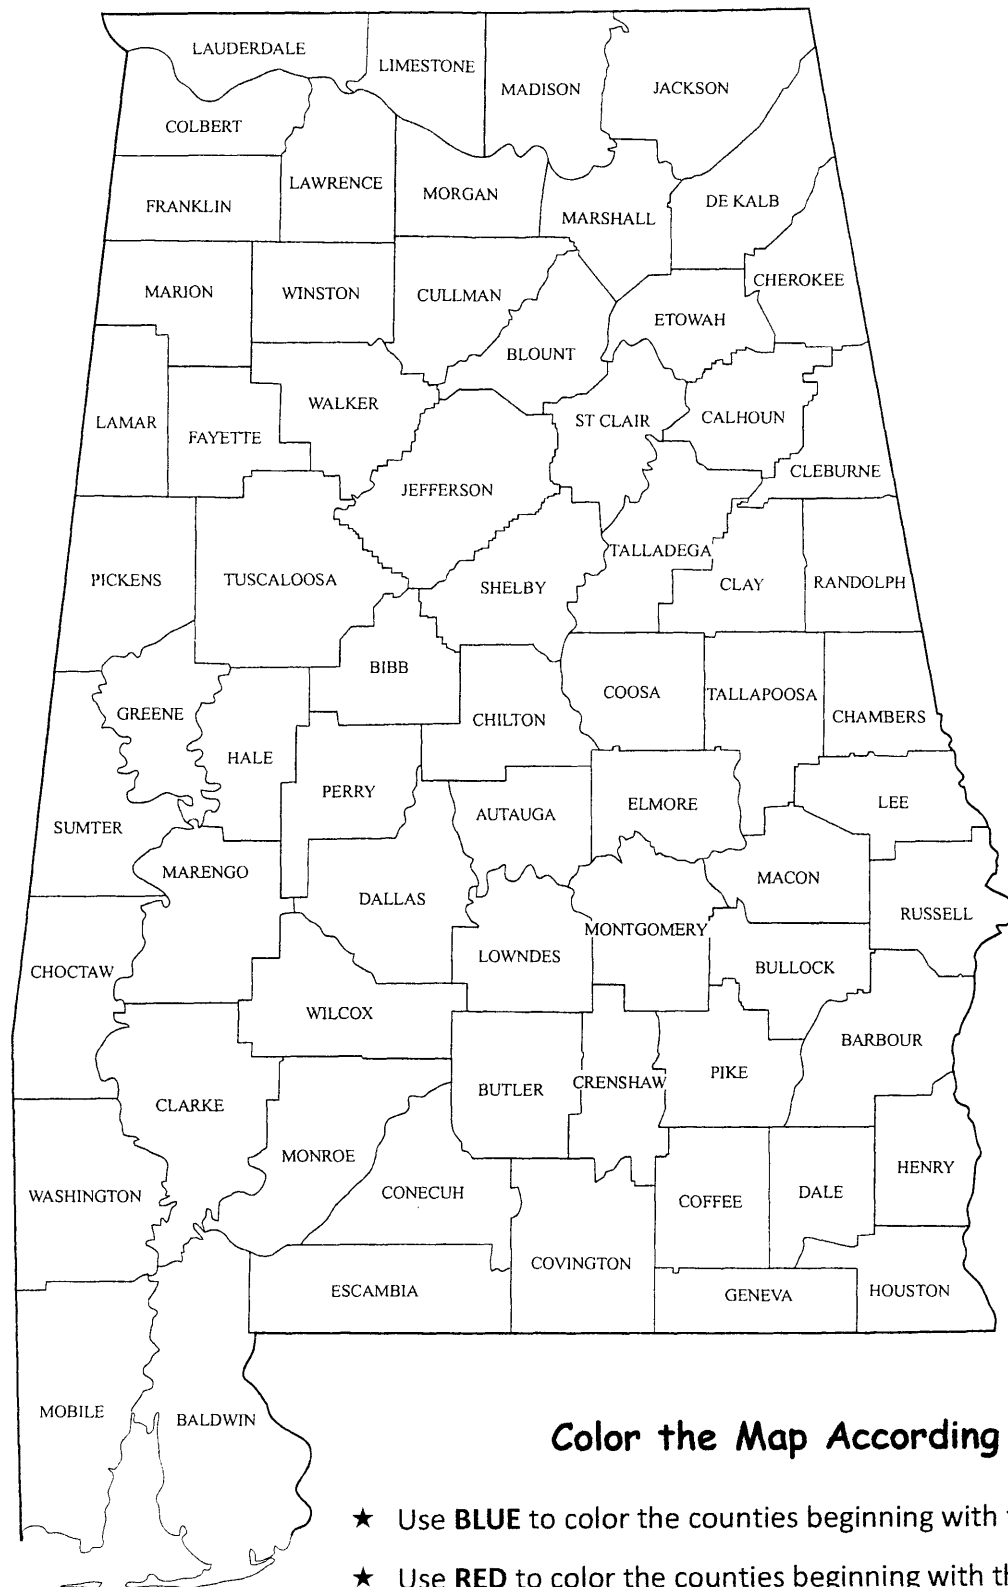 LAUDERDALE
LIMESTONE
MADISON
JACKSON
COLBERT
LAWRENCE
MORGAN
FRANKLIN
MARSHALL
DE KALB
MARION
WINSTON
CULLMAN
CHEROKEE
ETOWAH
BLOUNT
WALKER
LAMAR
FAYETTE
ST CLAIR
CALHOUN
CLEBURNE
JEFFERSON
PICKENS
TUSCALOOSA
SHELBY
TALLADEGA
CLAY
RANDOLPH
BIBB
COOSA
TALLAPOOSA
GREENE
CHILTON
CHAMBERS
HALE
PERRY
AUTAUGA
ELMORE
LEE
SUMTER
MARENGO
DALLAS
MACON
RUSSELL
MONTGOMERY
LOWNDES
BULLOCK
CHOCTAW
WILCOX
BARBOUR
PIKE
CRENSHAW
BUTLER
CLARKE
MONROE
CONECUH
HENRY
WASHINGTON
COFFEE
DALE
COVINGTON
ESCAMBIA
GENEVA
HOUSTON
MOBILE
BALDWIN
Color the Map According
★ Use BLUE to color the counties beginning with
★ Use RED to color the counties beginning with